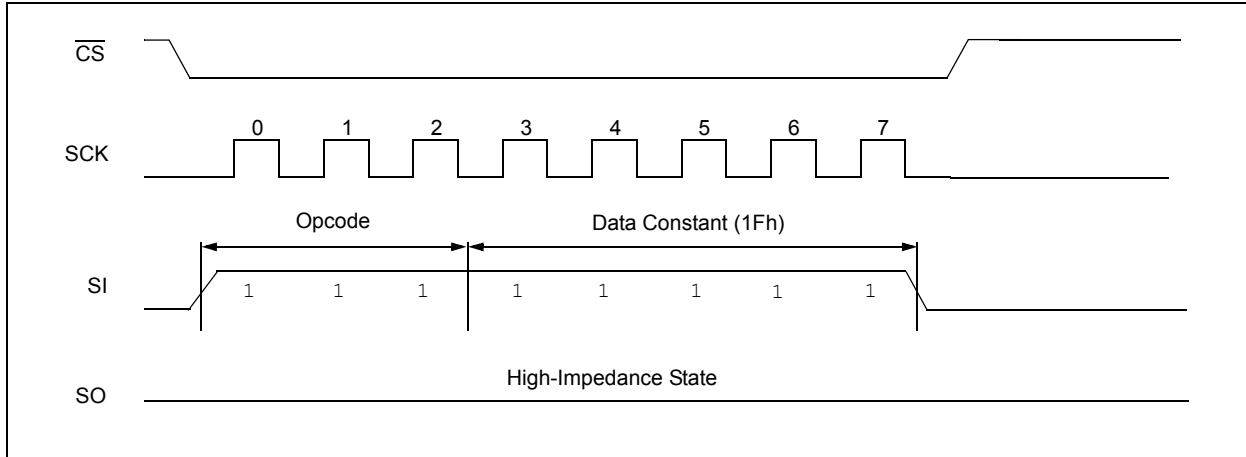 CS
0 1 2 3 4 5 6 7
SCK
Opcode Data Constant (1Fh)
SI
1 1 1 1 1 1 1 1
High-Impedance State
SO